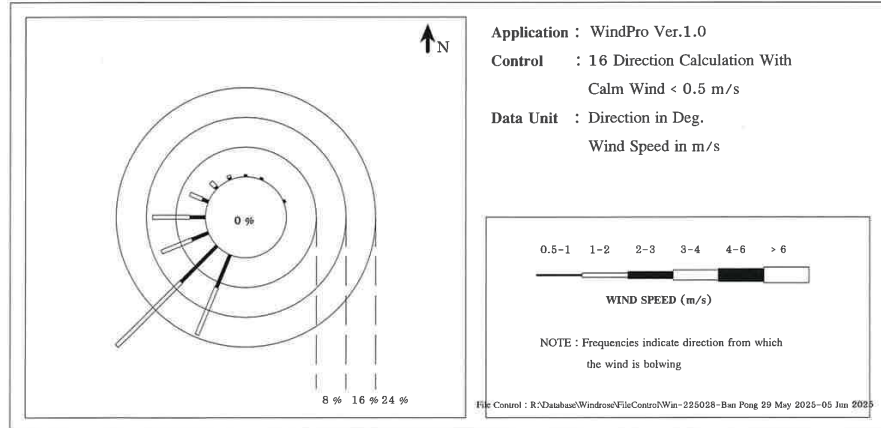 N
0 %
8 % 16 % 24 %
Application : WindPro Ver.1.0
Control : 16 Direction Calculation With
Calm Wind < 0.5 m/s
Data Unit : Direction in Deg.
Wind Speed in m/s
0.5-1 1-2 2-3 3-4 4-6 > 6
WIND SPEED (m/s)
NOTE : Frequencies indicate direction from which
the wind is bolwing
File Control : R:\Database\Windrose\FileControl\Win-225028-Ban Pong 29 May 2025-05 Jun 2025